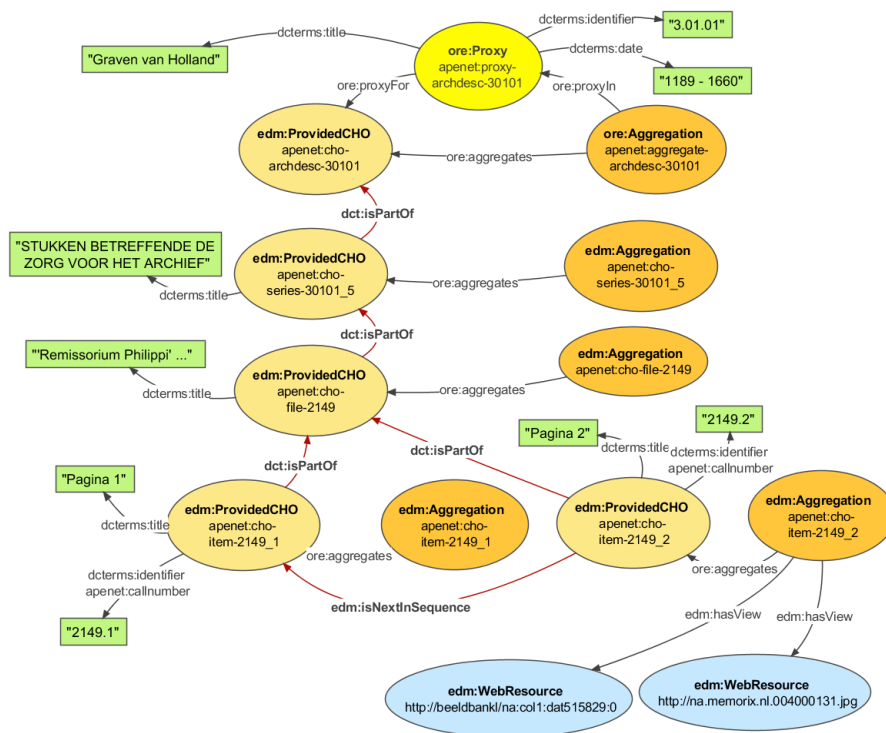 dcterms:identifier
"3.01.01"
dcterms:title
ore:Proxy
apenet:proxy-
archdesc-30101
dcterms:date
"Graven van Holland"
"1189 - 1660"
ore:proxyFor
ore:proxyIn
edm:ProvidedCHO
apenet:cho-
archdesc-30101
ore:aggregates
ore:Aggregation
apenet:aggregate-
archdesc-30101
dct:isPartOf
"STUKKEN BETREFFENDE DE
ZORG VOOR HET ARCHIEF"
dcterms:title
edm:ProvidedCHO
apenet:cho-
series-30101_5
ore:aggregates
edm:Aggregation
apenet:cho-
series-30101_5
dct:isPartOf
"'Remissorium Philippi' ..."
dcterms:title
edm:ProvidedCHO
apenet:cho-
file-2149
ore:aggregates
edm:Aggregation
apenet:cho-file-2149
dct:isPartOf
dct:isPartOf
"Pagina 2"
dcterms:title
"2149.2"
dcterms:identifier
apenet:callnumber
"Pagina 1"
dcterms:title
edm:ProvidedCHO
apenet:cho-
item-2149_1
ore:aggregates
edm:Aggregation
apenet:cho-
item-2149_1
edm:ProvidedCHO
apenet:cho-
item-2149_2
edm:Aggregation
apenet:cho-
item-2149_2
ore:aggregates
dcterms:identifier
apenet:callnumber
"2149.1"
edm:isNextInSequence
edm:hasView
edm:hasView
edm:WebResource
http://beeldbankl/na:col1:dat515829:0
edm:WebResource
http://na.memorix.nl.004000131.jpg